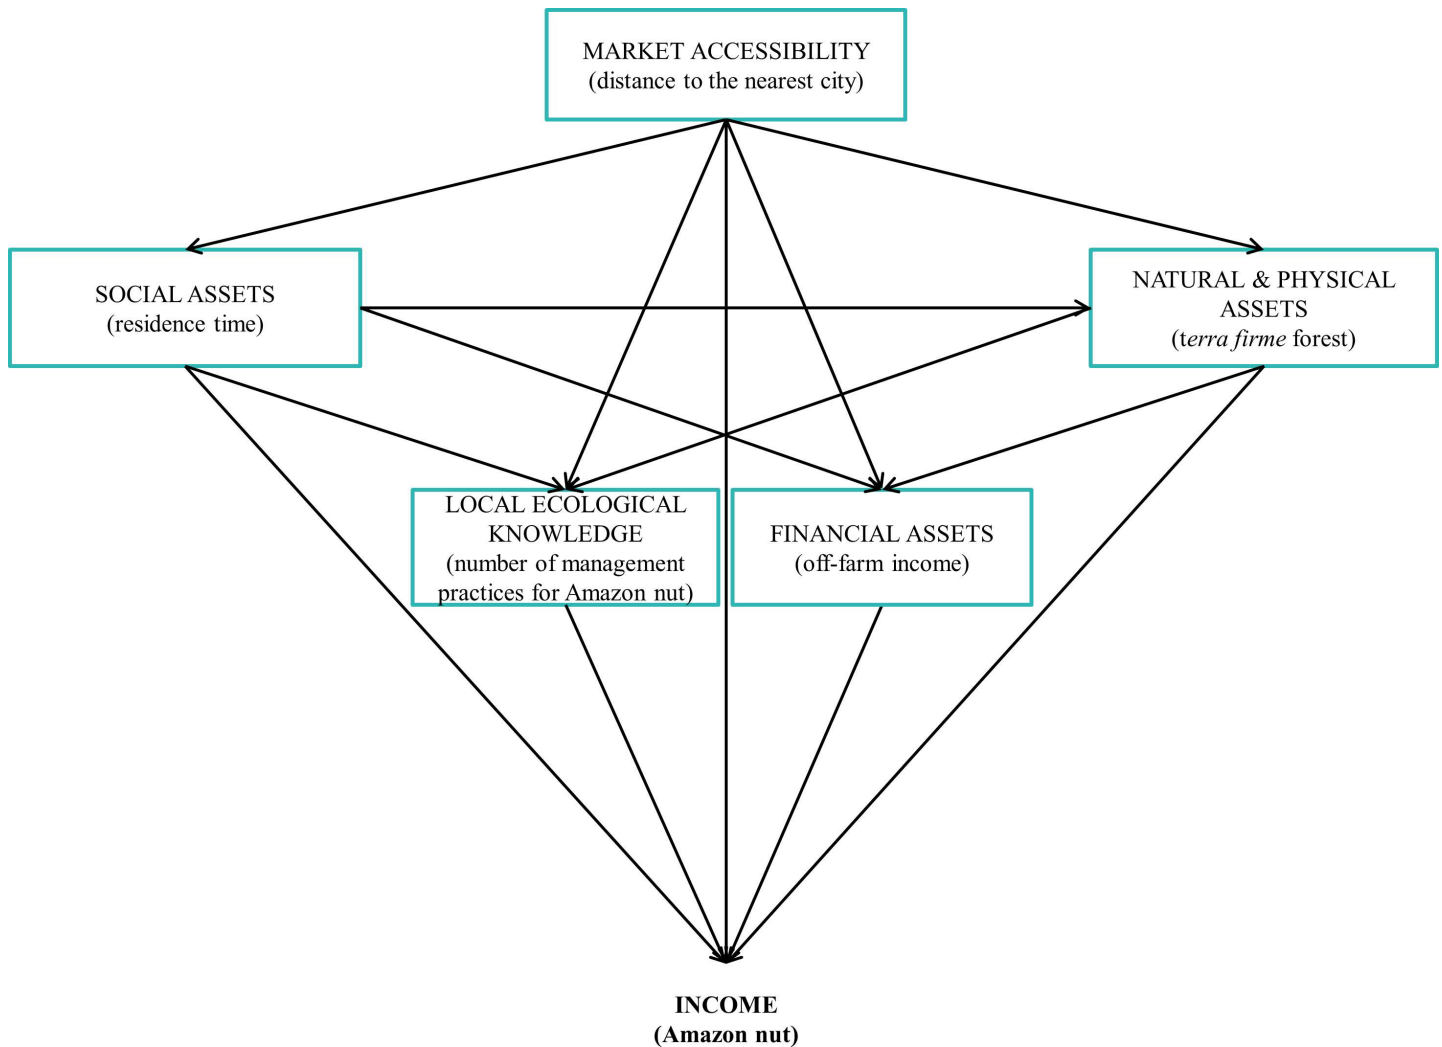 MARKET ACCESSIBILITY
(distance to the nearest city)
SOCIAL ASSETS
(residence time)
NATURAL & PHYSICAL
ASSETS
(terra firme forest)
LOCAL ECOLOGICAL
KNOWLEDGE
(number of management
practices for Amazon nut)
FINANCIAL ASSETS
(off-farm income)
INCOME
(Amazon nut)